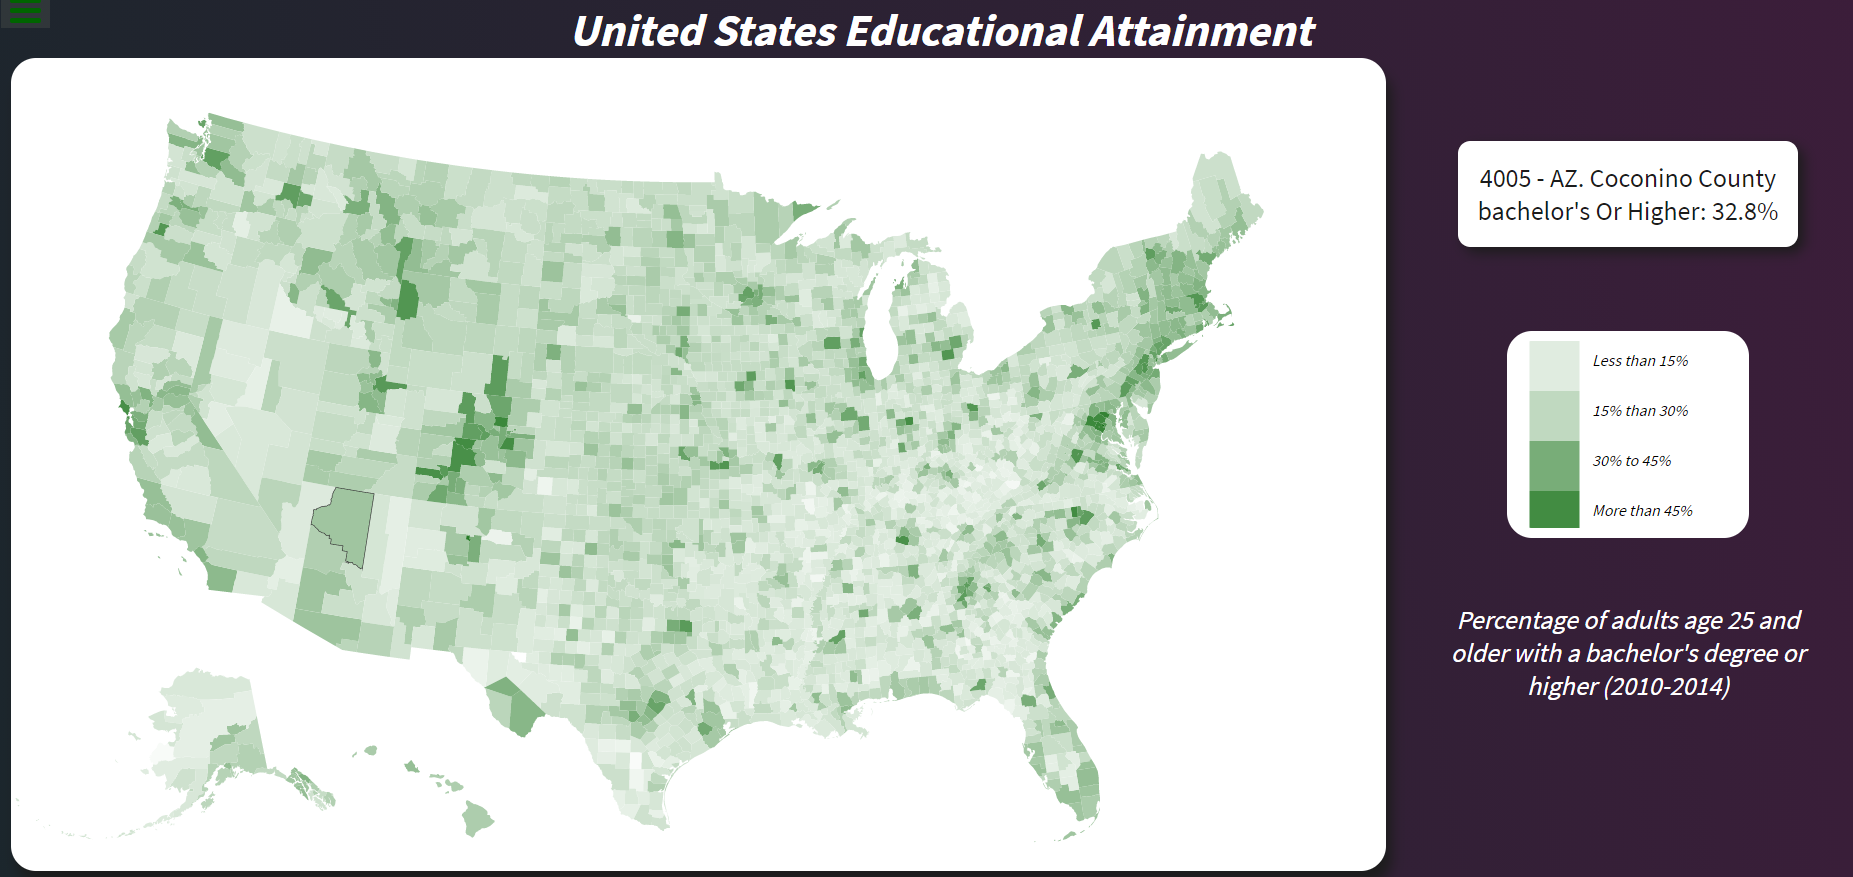 United States Educational Attainment
4005 - AZ. Coconino County
bachelor's Or Higher: 32.8%
Less than 15%
15% than 30%
30% to 45%
More than 45%
Percentage of adults age 25 and
older with a bachelor's degree or
higher (2010-2014)